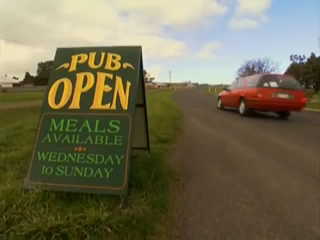 PUB
OPEN
MEALS
AVAILABLE
WEDNESDAY
TO SUNDAY